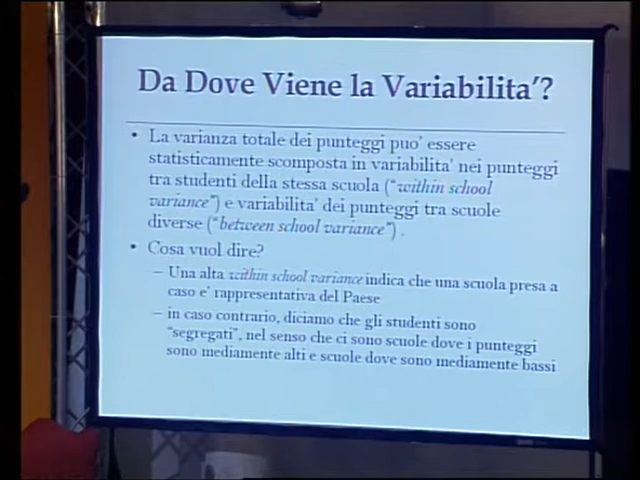 Da Dove Viene la Variabilita'?
• La varianza totale dei punteggi puo' essere
statisticamente scomposta in variabilita' nei punteggi
tra studenti della stessa scuola ("within school
variance") e variabilita' dei punteggi tra scuole
diverse ("between school variance") .
• Cosa vuol dire?
– Una alta within school variance indica che una scuola presa a
caso e' rappresentativa del Paese
– in caso contrario, diciamo che gli studenti sono
"segregati", nel senso che ci sono scuole dove i punteggi
sono mediamente alti e scuole dove sono mediamente bassi